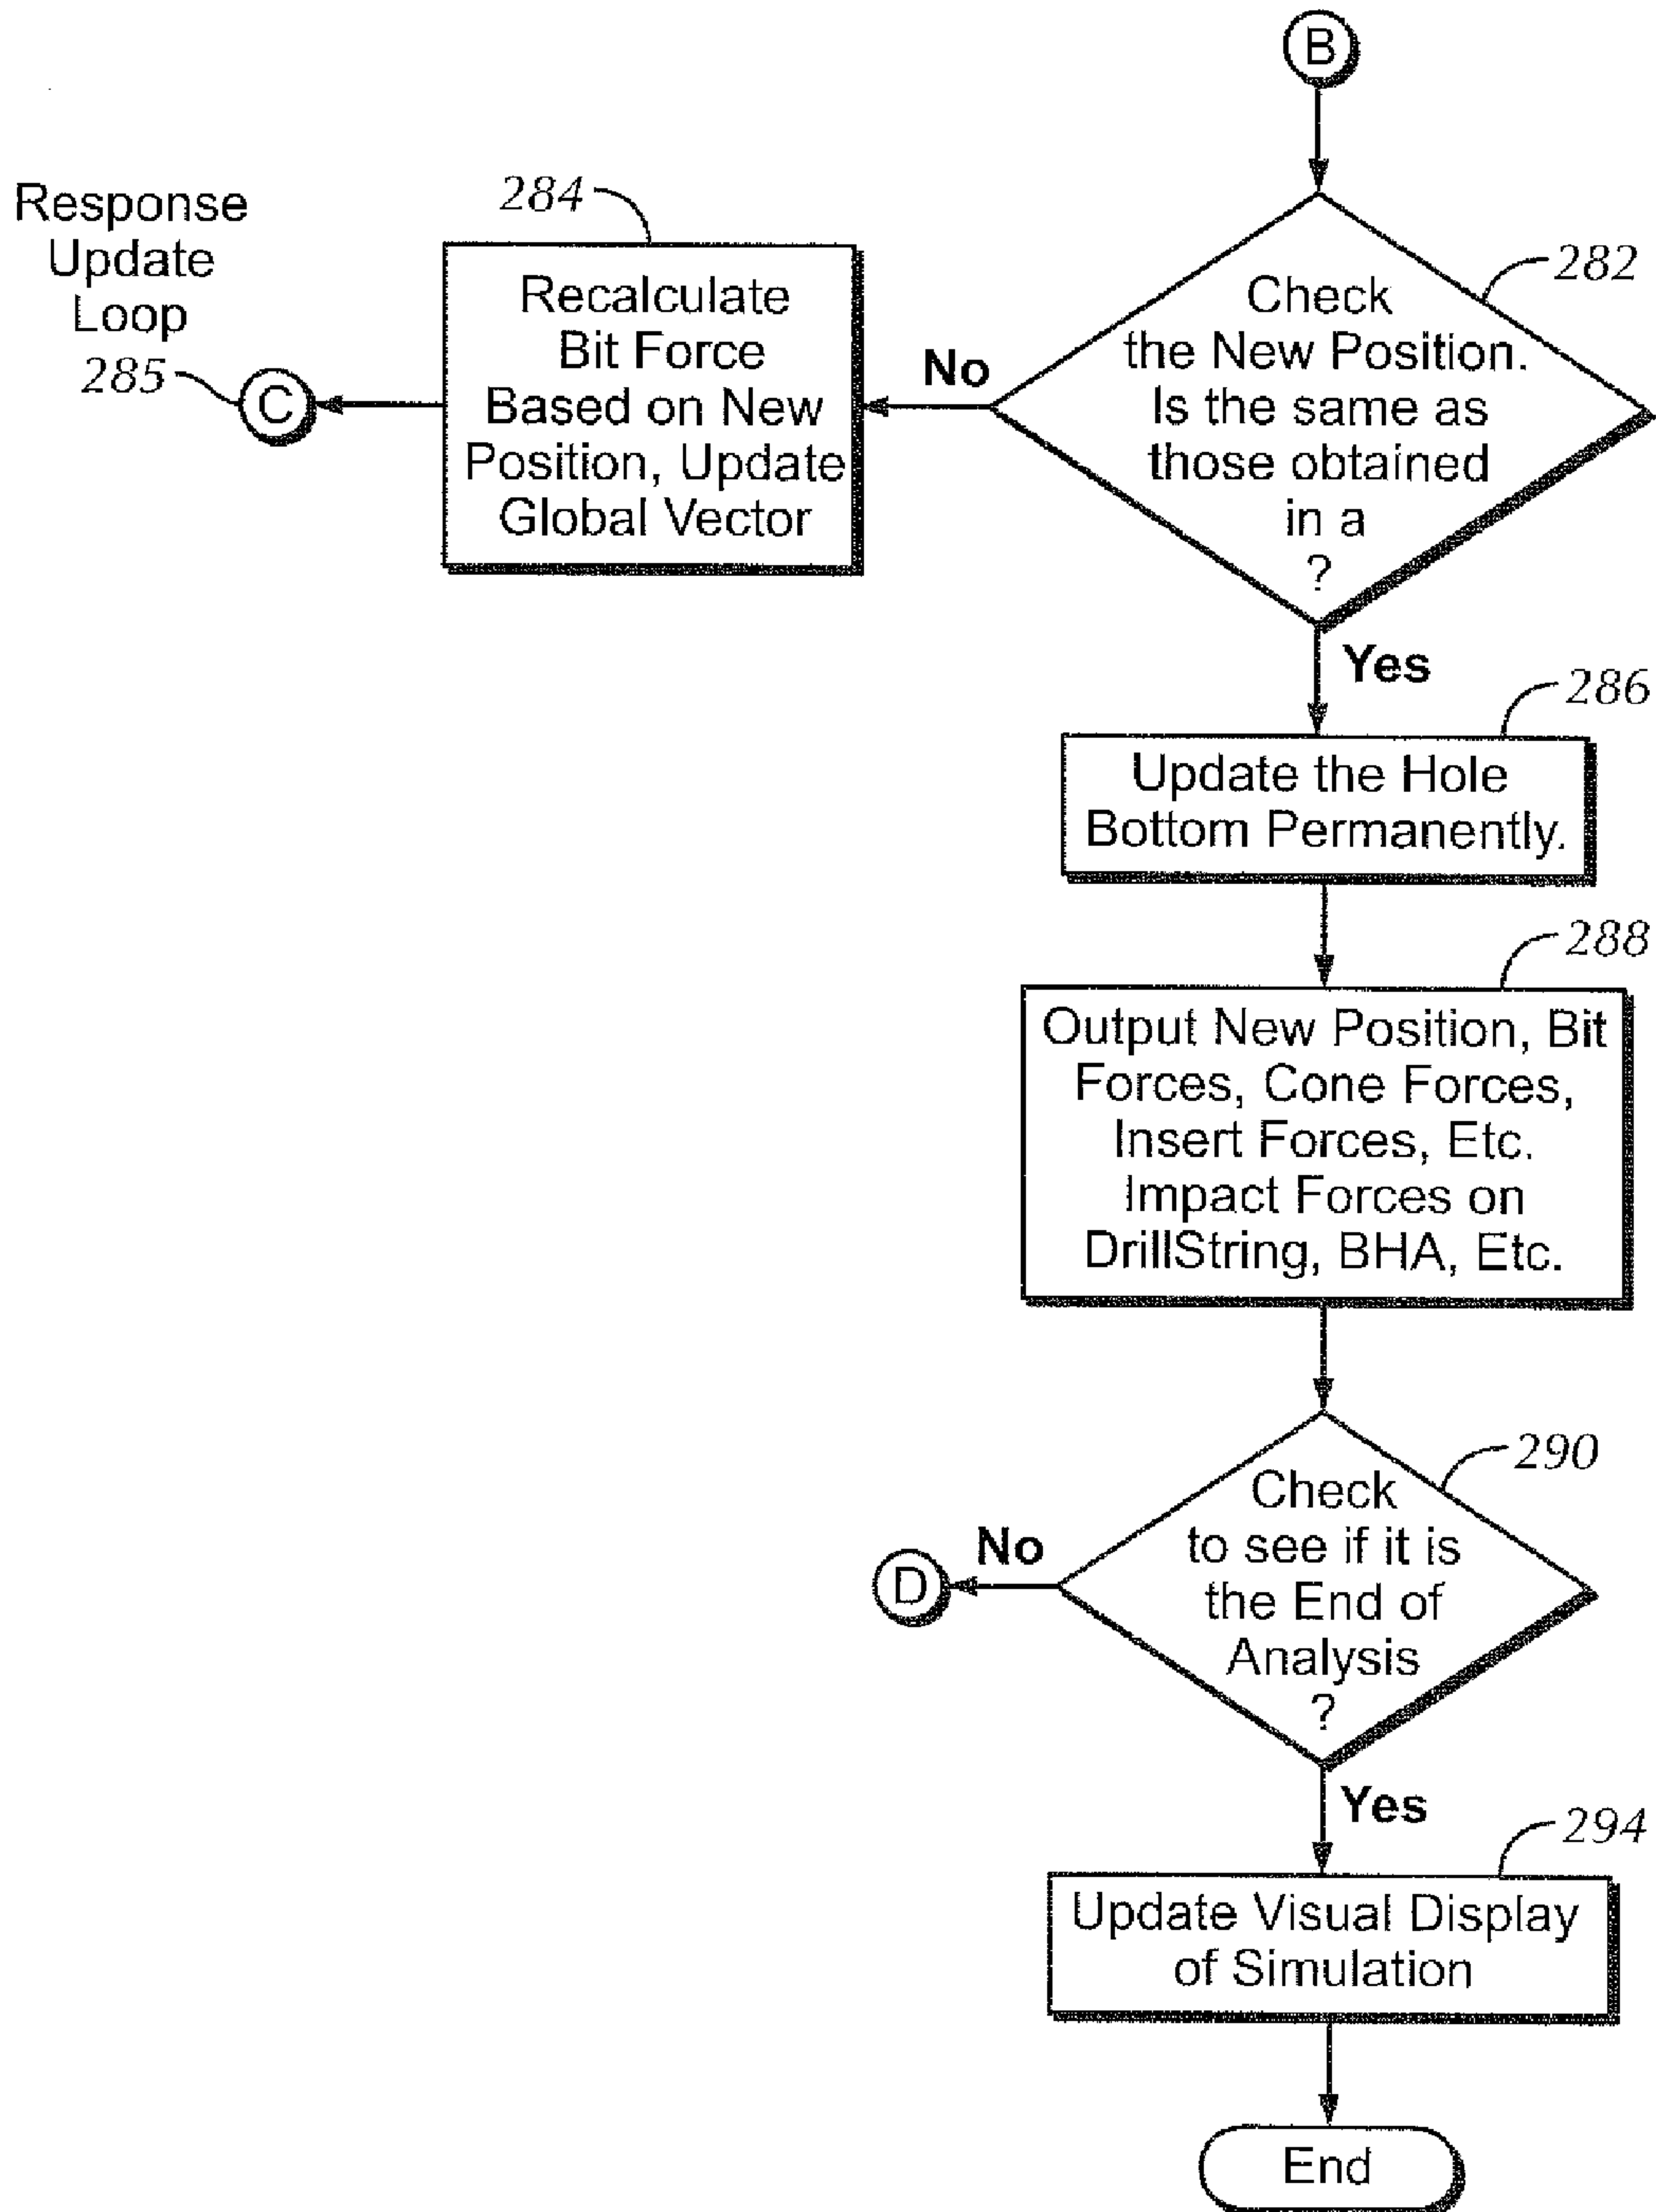 B
Response
Update
Loop
285
C
284
Recalculate
Bit Force
Based on New
Position, Update
Global Vector
No
282
Check
the New Position.
Is the same as
those obtained
in a
?
Yes
286
Update the Hole
Bottom Permanently.
288
Output New Position, Bit
Forces, Cone Forces,
Insert Forces, Etc.
Impact Forces on
DrillString, BHA, Etc.
290
Check
to see if it is
the End of
Analysis
?
No
D
Yes
294
Update Visual Display
of Simulation
End